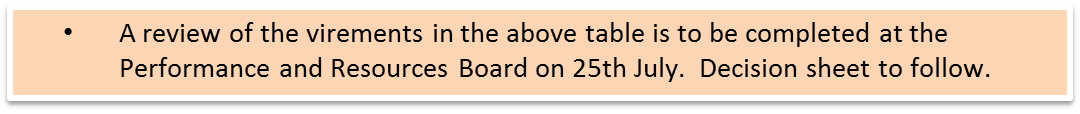 • A review of the virements in the above table is to be completed at the
Performance and Resources Board on 25th July. Decision sheet to follow.